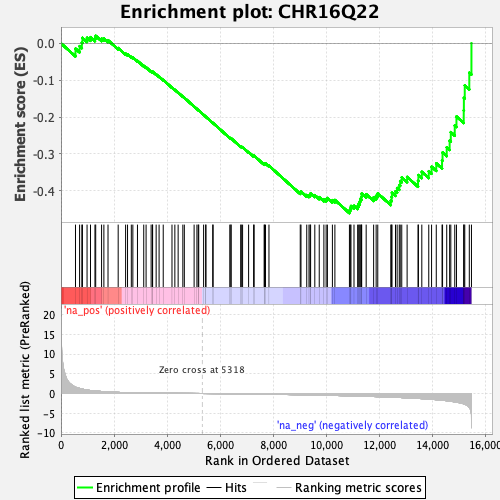 Enrichment plot: CHR16Q22
Enrichment score (ES)
0.0
-0.1
-0.2
-0.3
-0.4
Ranked list metric (PreRanked)
20
15
10
5
0
-5
-10
'na_pos' (positively correlated)
Zero cross at 5318
'na_neg' (negatively correlated)
0
2,000
4,000
6,000
8,000
10,000
12,000
14,000
16,000
Rank in Ordered Dataset
Enrichment profile
Hits
Ranking metric scores